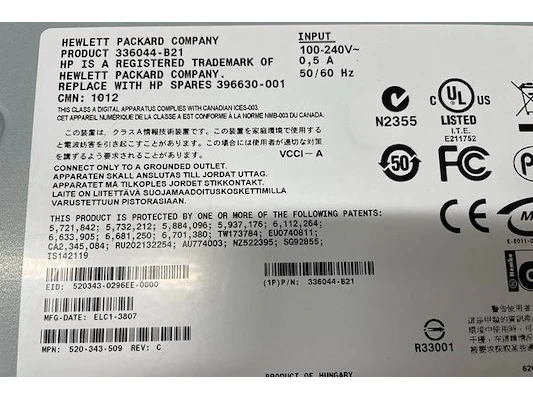 HEWLETT PACKARD COMPANY
PRODUCT 336044-B21
HP IS A REGISTERED TRADEMARK OF
HEWLETT PACKARD COMPANY.
REPLACE WITH HP SPARES 396630-001
CMN: 1012
INPUT
100-240V~
0,5 A
50/60 Hz
THIS CLASS A DIGITAL APPARATUS COMPLIES WITH CANADIAN ICES-003.
CET APPAREIL NUMÉRIQUE DE LA CLASSE A EST CONFORME À LA NORME NMB-003 DU CANADA.
この装置は、クラスA情報技術装置です。この装置を家庭環境で使用する
と電波妨害を引き起こすことがあります。この場合には使用者が適切な対策
を講ずるよう要求されることがあります。 VCCI-A
CONNECT ONLY TO A GROUNDED OUTLET.
APPARATEN SKALL ANSLUTAS TILL JORDAT UTTAG.
APPARATET MÅ TILKOPLES JORDET STIKKONTAKT.
LAITE ON LIITETTÄVÄ SUOJAMAADOITUSKOSKETTIMILLA
VARUSTETTUUN PISTORASIAAN.
THIS PRODUCT IS PROTECTED BY ONE OR MORE OF THE FOLLOWING PATENTS:
5,721,842 ; 5,732,212 ; 5,884,096 ; 5,937,176 ; 6,112,264 ;
6,633,905 ; 6,681,250 ; 6,701,380 ; TW173784 ; EU0740811 ;
CA2,345,084 ; RU202132254 ; AU774003 ; NZ522395 ; SG92855 ;
IS142119
N2355
C UL US
LISTED
I.T.E.
E211752
50
FC
CE
EID: 520343-0296EE-0000
(1P)P/N: 336044-B21
MFG-DATE: ELC1-3807
MPN: 520-343-509 REV: C
Nemko
R33001
警告使用者
PRODUCT OF HUNGARY